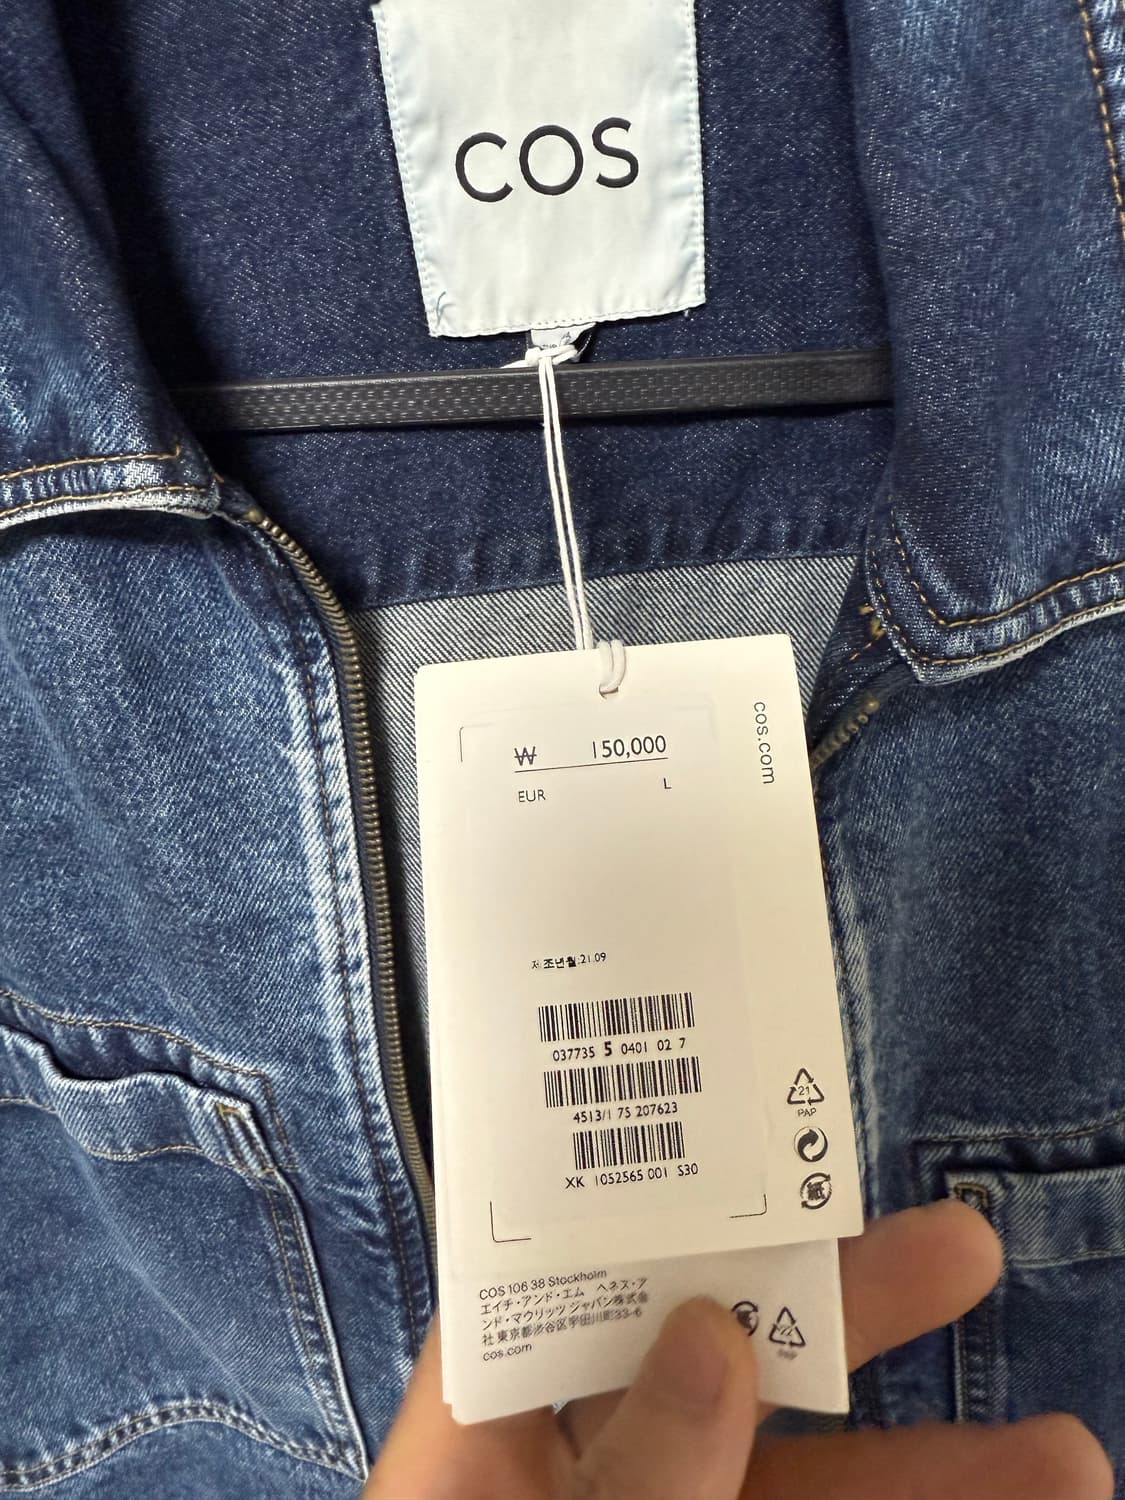 COS
₩ 150,000
EUR L
cos.com
제조년월:21.09
037735 5 0401 02 7
4513/1 75 207623
XK 1052565 001 S30
21
PAP
紙
COS 106 38 Stockholm
エイチ・アンド・エム ヘネス・ア
ンド・マウリッツ ジャパン株式会
社 東京都渋谷区宇田川町33-6
cos.com
PAP